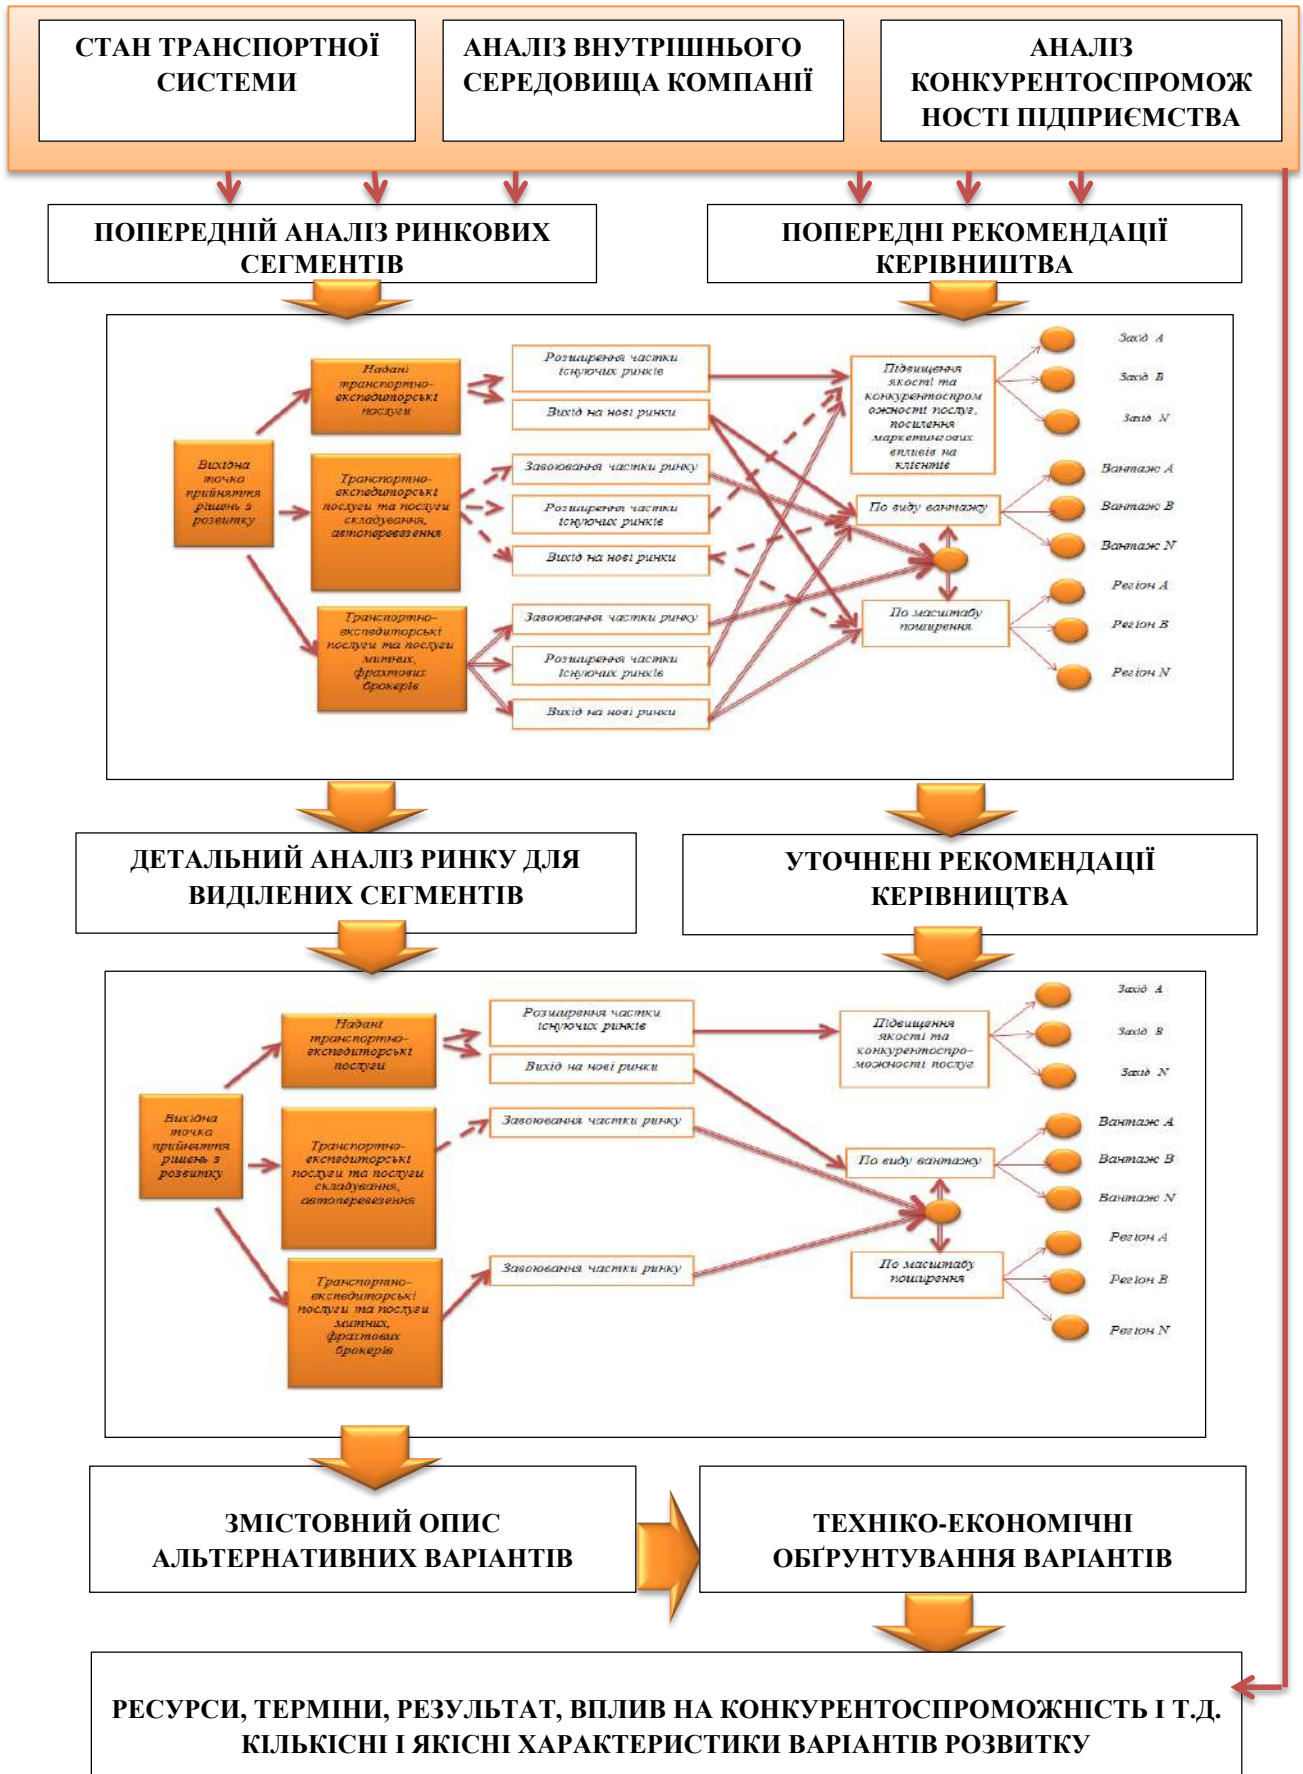 СТАН ТРАНСПОРТНОЇ
СИСТЕМИ
АНАЛІЗ ВНУТРІШНЬОГО
СЕРЕДОВИЩА КОМПАНІЇ
АНАЛІЗ
КОНКУРЕНТОСПРОМОЖ
НОСТІ ПІДПРИЄМСТВА
ПОПЕРЕДНІЙ АНАЛІЗ РИНКОВИХ
СЕГМЕНТІВ
ПОПЕРЕДНІ РЕКОМЕНДАЦІЇ
КЕРІВНИЦТВА
Вихідна
точка
прийняття
рішень з
розвитку
Надані
транспортно-
експедиторські
послуги
Транспортно-
експедиторські
послуги та послуги
складування,
автоперевезення
Транспортно-
експедиторські
послуги та послуги
митних,
фрахтових
брокерів
Розширення частки
існуючих ринків
Вихід на нові ринки
Завоювання частки ринку
Розширення частки
існуючих ринків
Вихід на нові ринки
Завоювання частки ринку
Розширення частки
існуючих ринків
Вихід на нові ринки
Підвищення
якості та
конкурентоспром
ожності послуг,
посилення
маркетингових
впливів на
клієнтів
По виду вантажу
По масштабу
поширення
Захід А
Захід В
Захід N
Вантаж А
Вантаж В
Вантаж N
Регіон А
Регіон В
Регіон N
ДЕТАЛЬНИЙ АНАЛІЗ РИНКУ ДЛЯ
ВИДІЛЕНИХ СЕГМЕНТІВ
УТОЧНЕНІ РЕКОМЕНДАЦІЇ
КЕРІВНИЦТВА
Вихідна
точка
прийняття
рішень з
розвитку
Надані
транспортно-
експедиторські
послуги
Транспортно-
експедиторські
послуги та послуги
складування,
автоперевезення
Транспортно-
експедиторські
послуги та послуги
митних,
фрахтових
брокерів
Розширення частки
існуючих ринків
Вихід на нові ринки
Завоювання частки ринку
Завоювання частки ринку
Підвищення
якості та
конкурентоспро-
можності послуг
По виду вантажу
По масштабу
поширення
Захід А
Захід В
Захід N
Вантаж А
Вантаж В
Вантаж N
Регіон А
Регіон В
Регіон N
ЗМІСТОВНИЙ ОПИС
АЛЬТЕРНАТИВНИХ ВАРІАНТІВ
ТЕХНІКО-ЕКОНОМІЧНІ
ОБҐРУНТУВАННЯ ВАРІАНТІВ
РЕСУРСИ, ТЕРМІНИ, РЕЗУЛЬТАТ, ВПЛИВ НА КОНКУРЕНТОСПРОМОЖНІСТЬ І Т.Д.
КІЛЬКІСНІ І ЯКІСНІ ХАРАКТЕРИСТИКИ ВАРІАНТІВ РОЗВИТКУ